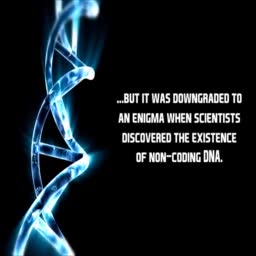 ...BUT IT WAS DOWNGRADED TO
AN ENIGMA WHEN SCIENTISTS
DISCOVERED THE EXISTENCE
OF NON-CODING DNA.